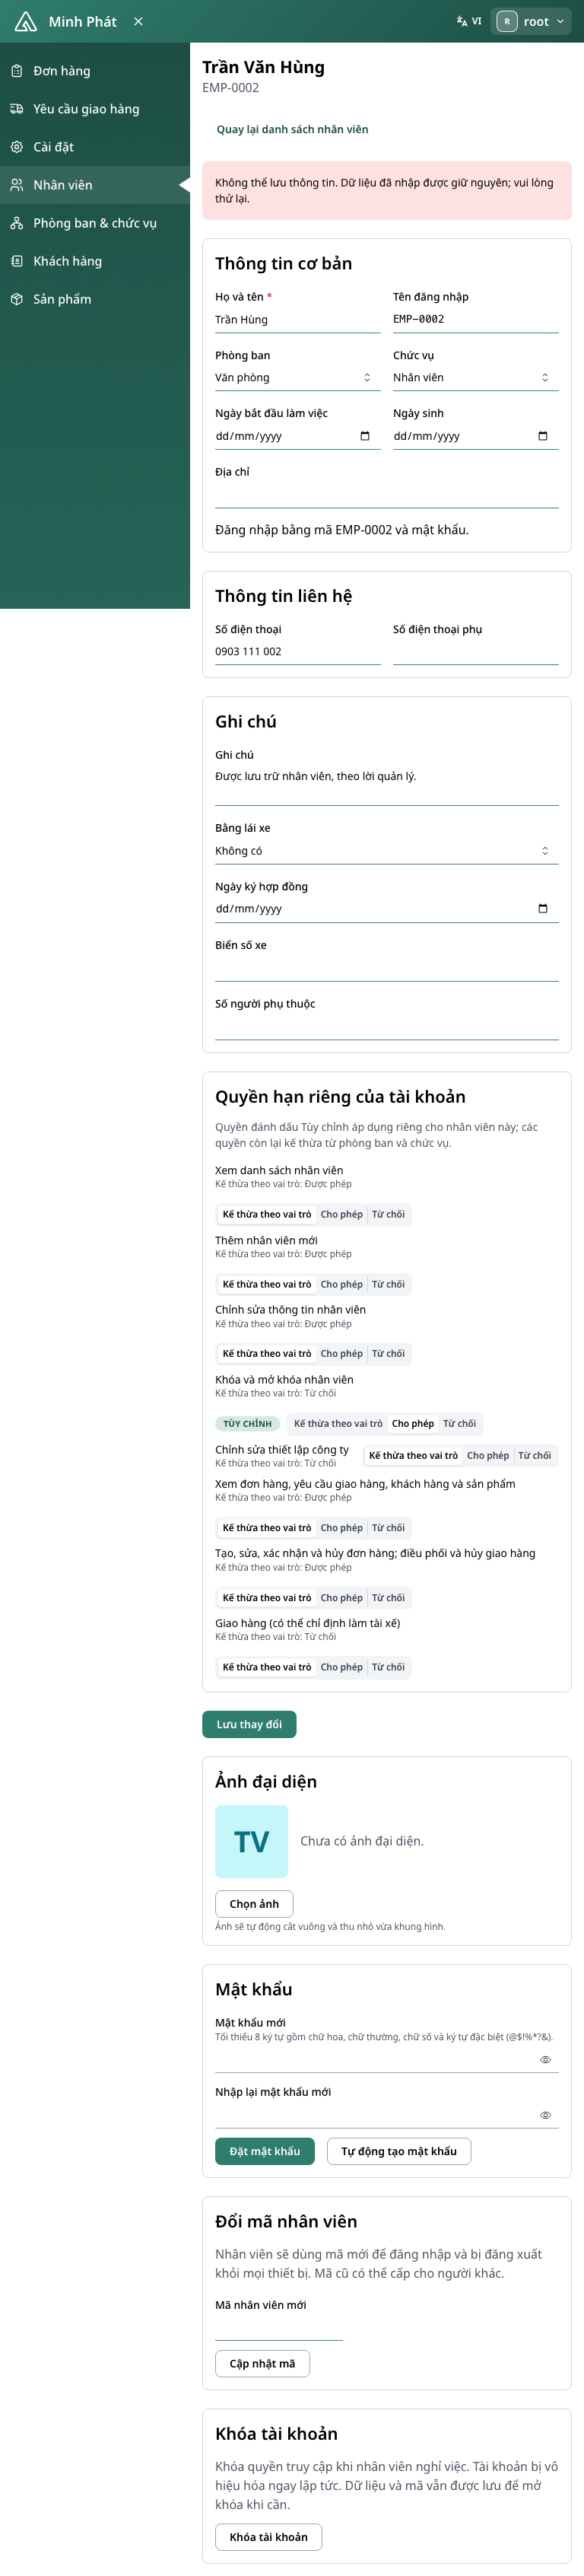 Minh Phát
VI
R
root
Đơn hàng
Yêu cầu giao hàng
Cài đặt
Nhân viên
Phòng ban & chức vụ
Khách hàng
Sản phẩm
Trần Văn Hùng
EMP-0002
Quay lại danh sách nhân viên
Không thể lưu thông tin. Dữ liệu đã nhập được giữ nguyên; vui lòng
thử lại.
Thông tin cơ bản
Họ và tên *
Tên đăng nhập
Trần Hùng
EMP-0002
Phòng ban
Chức vụ
Văn phòng
Nhân viên
Ngày bắt đầu làm việc
Ngày sinh
dd/mm/yyyy
dd/mm/yyyy
Địa chỉ
Đăng nhập bằng mã EMP-0002 và mật khẩu.
Thông tin liên hệ
Số điện thoại
Số điện thoại phụ
0903 111 002
Ghi chú
Ghi chú
Được lưu trữ nhân viên, theo lời quản lý.
Bằng lái xe
Không có
Ngày ký hợp đồng
dd/mm/yyyy
Biển số xe
Số người phụ thuộc
Quyền hạn riêng của tài khoản
Quyền đánh dấu Tùy chỉnh áp dụng riêng cho nhân viên này; các
quyền còn lại kế thừa từ phòng ban và chức vụ.
Xem danh sách nhân viên
Kế thừa theo vai trò: Được phép
Kế thừa theo vai trò Cho phép Từ chối
Thêm nhân viên mới
Kế thừa theo vai trò: Được phép
Kế thừa theo vai trò Cho phép Từ chối
Chỉnh sửa thông tin nhân viên
Kế thừa theo vai trò: Được phép
Kế thừa theo vai trò Cho phép Từ chối
Khóa và mở khóa nhân viên
Kế thừa theo vai trò: Từ chối
TÙY CHỈNH Kế thừa theo vai trò Cho phép Từ chối
Chỉnh sửa thiết lập công ty
Kế thừa theo vai trò: Từ chối
Kế thừa theo vai trò Cho phép Từ chối
Xem đơn hàng, yêu cầu giao hàng, khách hàng và sản phẩm
Kế thừa theo vai trò: Được phép
Kế thừa theo vai trò Cho phép Từ chối
Tạo, sửa, xác nhận và hủy đơn hàng; điều phối và hủy giao hàng
Kế thừa theo vai trò: Được phép
Kế thừa theo vai trò Cho phép Từ chối
Giao hàng (có thể chỉ định làm tài xế)
Kế thừa theo vai trò: Từ chối
Kế thừa theo vai trò Cho phép Từ chối
Lưu thay đổi
Ảnh đại diện
TV
Chưa có ảnh đại diện.
Chọn ảnh
Ảnh sẽ tự động cắt vuông và thu nhỏ vừa khung hình.
Mật khẩu
Mật khẩu mới
Tối thiểu 8 ký tự gồm chữ hoa, chữ thường, chữ số và ký tự đặc biệt (@$!%*?&).
Nhập lại mật khẩu mới
Đặt mật khẩu
Tự động tạo mật khẩu
Đổi mã nhân viên
Nhân viên sẽ dùng mã mới để đăng nhập và bị đăng xuất
khỏi mọi thiết bị. Mã cũ có thể cấp cho người khác.
Mã nhân viên mới
Cập nhật mã
Khóa tài khoản
Khóa quyền truy cập khi nhân viên nghỉ việc. Tài khoản bị vô
hiệu hóa ngay lập tức. Dữ liệu và mã vẫn được lưu để mở
khóa khi cần.
Khóa tài khoản